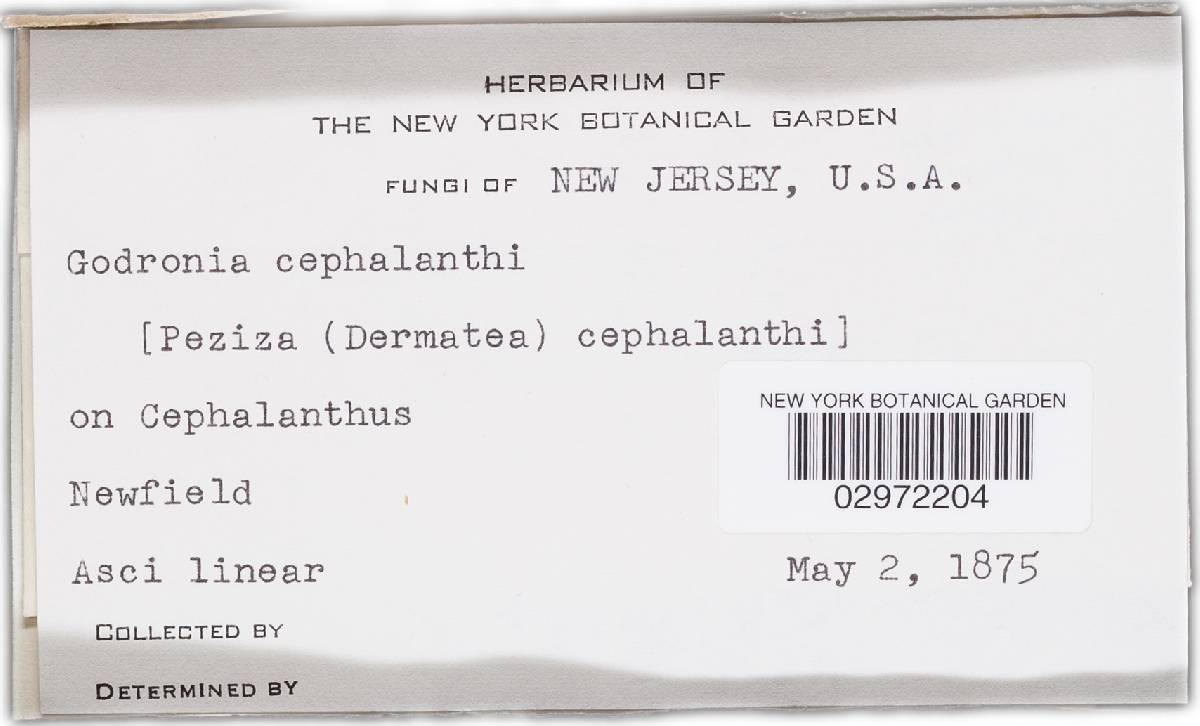 HERBARIUM OF
THE NEW YORK BOTANICAL GARDEN
FUNGI OF NEW JERSEY, U.S.A.
Godronia cephalanthi
[Peziza (Dermatea) cephalanthi]
on Cephalanthus
NEW YORK BOTANICAL GARDEN
02972204
Newfield
Asci linear
May 2, 1875
COLLECTED BY
DETERMINED BY